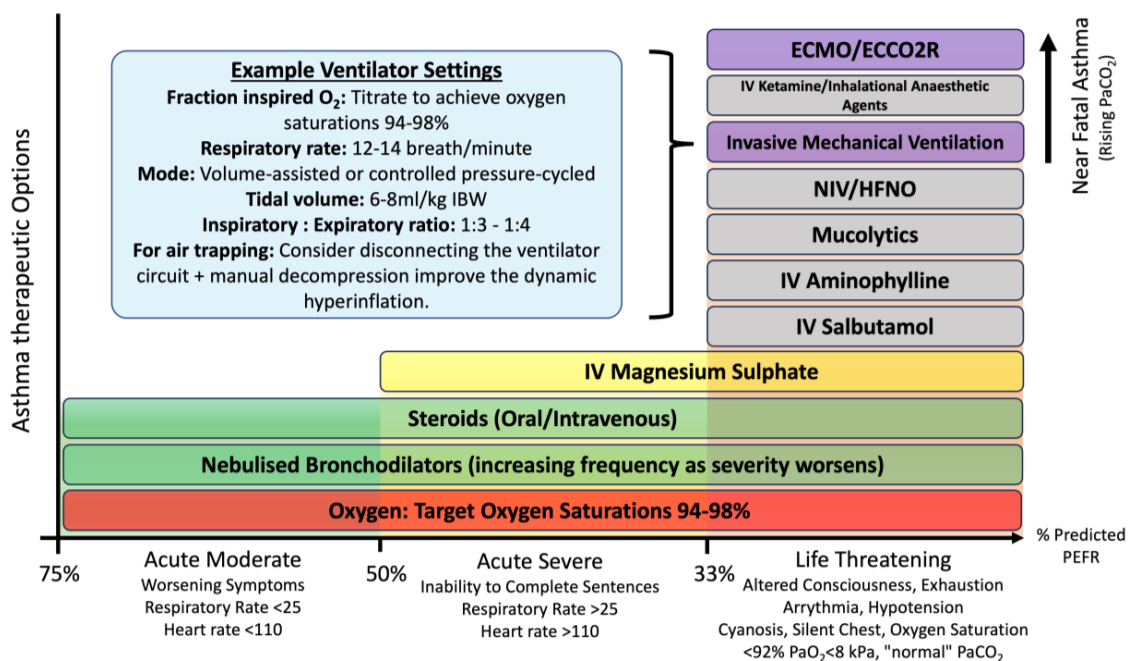 Asthma therapeutic Options
Example Ventilator Settings
Fraction inspired O₂: Titrate to achieve oxygen
saturations 94-98%
Respiratory rate: 12-14 breath/minute
Mode: Volume-assisted or controlled pressure-cycled
Tidal volume: 6-8ml/kg IBW
Inspiratory : Expiratory ratio: 1:3 - 1:4
For air trapping: Consider disconnecting the ventilator
circuit + manual decompression improve the dynamic
hyperinflation.
ECMO/ECCO2R
IV Ketamine/Inhalational Anaesthetic
Agents
Invasive Mechanical Ventilation
NIV/HFNO
Mucolytics
IV Aminophylline
IV Salbutamol
Near Fatal Asthma
(Rising PaCO₂)
IV Magnesium Sulphate
Steroids (Oral/Intravenous)
Nebulised Bronchodilators (increasing frequency as severity worsens)
Oxygen: Target Oxygen Saturations 94-98%
% Predicted
PEFR
75%
Acute Moderate
Worsening Symptoms
Respiratory Rate <25
Heart rate <110
50%
Acute Severe
Inability to Complete Sentences
Respiratory Rate >25
Heart rate >110
33%
Life Threatening
Altered Consciousness, Exhaustion
Arrythmia, Hypotension
Cyanosis, Silent Chest, Oxygen Saturation
<92% PaO₂<8 kPa, "normal" PaCO₂